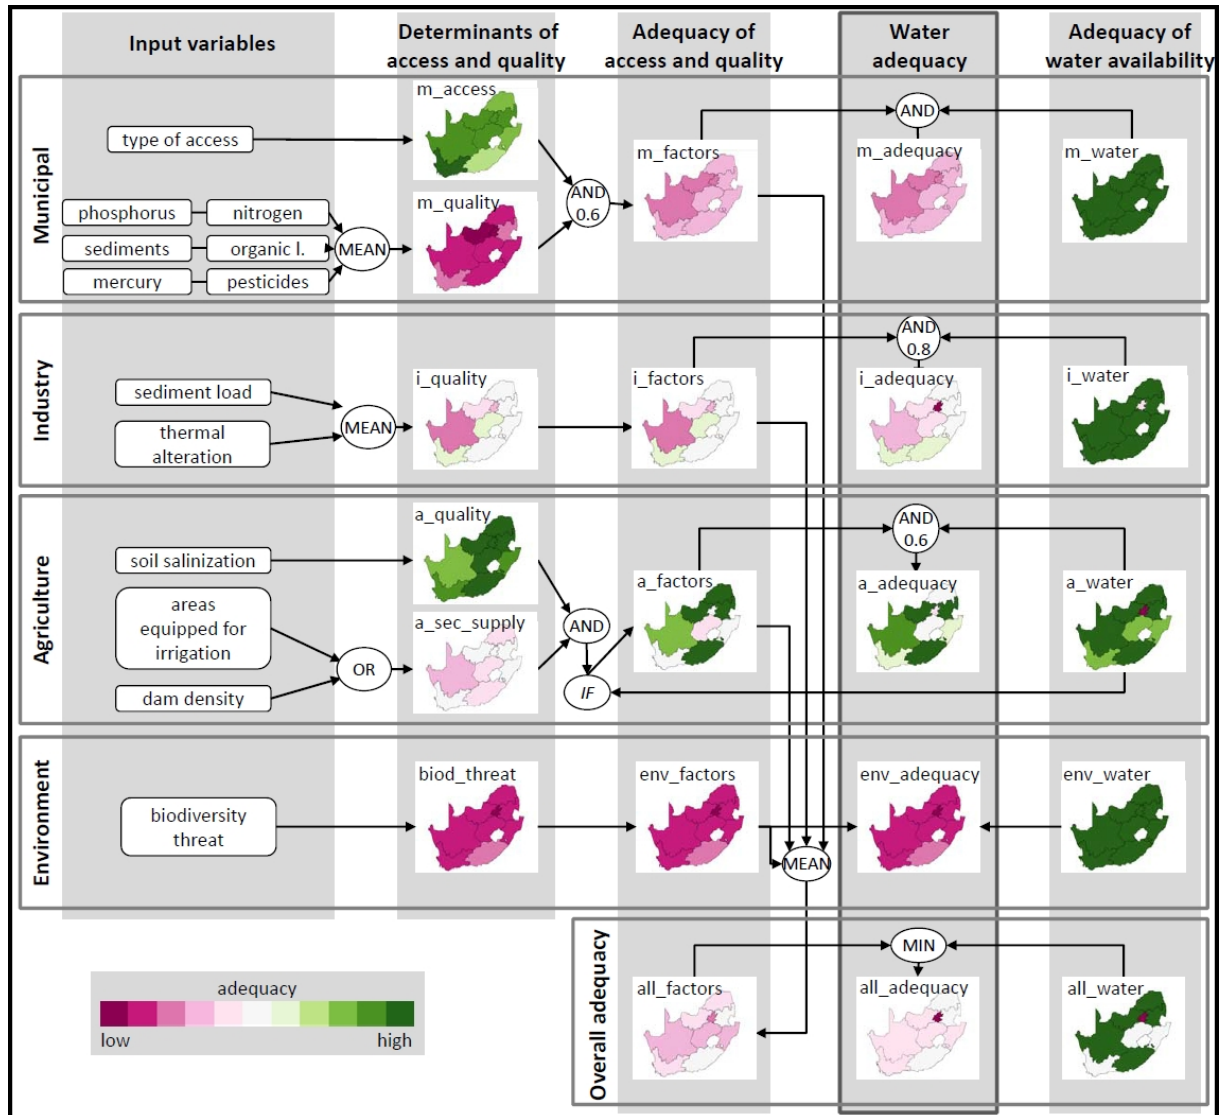 Input variables
Determinants of
access and quality
Adequacy of
access and quality
Water
adequacy
Adequacy of
water availability
Municipal
type of access
phosphorus
nitrogen
sediments
organic l.
mercury
pesticides
MEAN
m_access
m_quality
AND
0.6
m_factors
AND
m_adequacy
m_water
Industry
sediment load
thermal
alteration
MEAN
i_quality
i_factors
AND
0.8
i_adequacy
i_water
Agriculture
soil salinization
areas
equipped for
irrigation
dam density
OR
a_quality
a_sec_supply
AND
IF
a_factors
AND
0.6
a_adequacy
a_water
Environment
biodiversity
threat
biod_threat
env_factors
MEAN
env_adequacy
env_water
Overall adequacy
all_factors
MIN
all_adequacy
all_water
adequacy
low
high